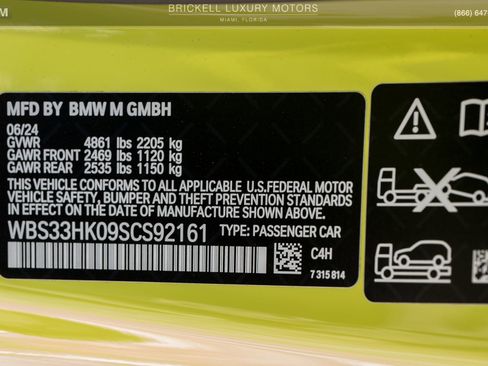 BRICKELL LUXURY MOTORS
MIAMI, FLORIDA
(866) 647
MFD BY BMW M GMBH
06/24
GVWR 4861 lbs 2205 kg
GAWR FRONT 2469 lbs 1120 kg
GAWR REAR 2535 lbs 1150 kg
THIS VEHICLE CONFORMS TO ALL APPLICABLE U.S.FEDERAL MOTOR
VEHICLE SAFETY, BUMPER AND THEFT PREVENTION STANDARDS
IN EFFECT ON THE DATE OF MANUFACTURE SHOWN ABOVE.
WBS33HK09SCS92161 TYPE: PASSENGER CAR
C4H
7 315 814